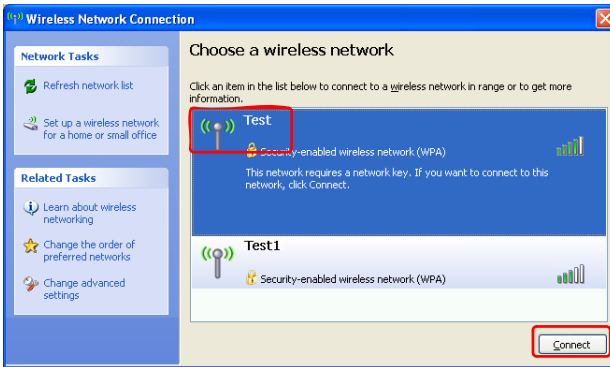 Wireless Network Connection
Network Tasks
Refresh network list
Set up a wireless network
for a home or small office
Related Tasks
Learn about wireless
networking
Change the order of
preferred networks
Change advanced
settings
Choose a wireless network
Click an item in the list below to connect to a wireless network in range or to get more
information.
Test
Security-enabled wireless network (WPA)
This network requires a network key. If you want to connect to this
network, click Connect.
Test1
Security-enabled wireless network (WPA)
Connect